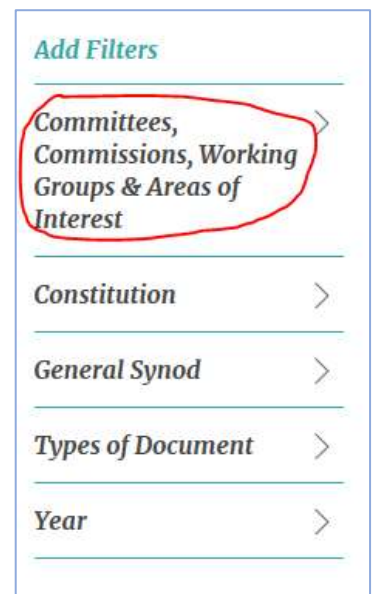 Add Filters
Committees,
Commissions, Working
Groups & Areas of
Interest
Constitution
General Synod
Types of Document
Year